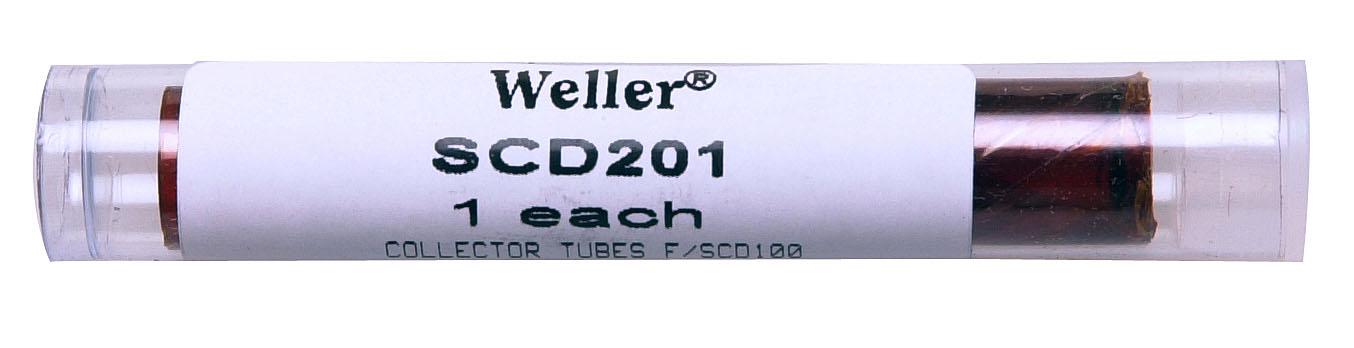 Weller®
SCD201
1 each
COLLECTOR TUBES F/SCD100